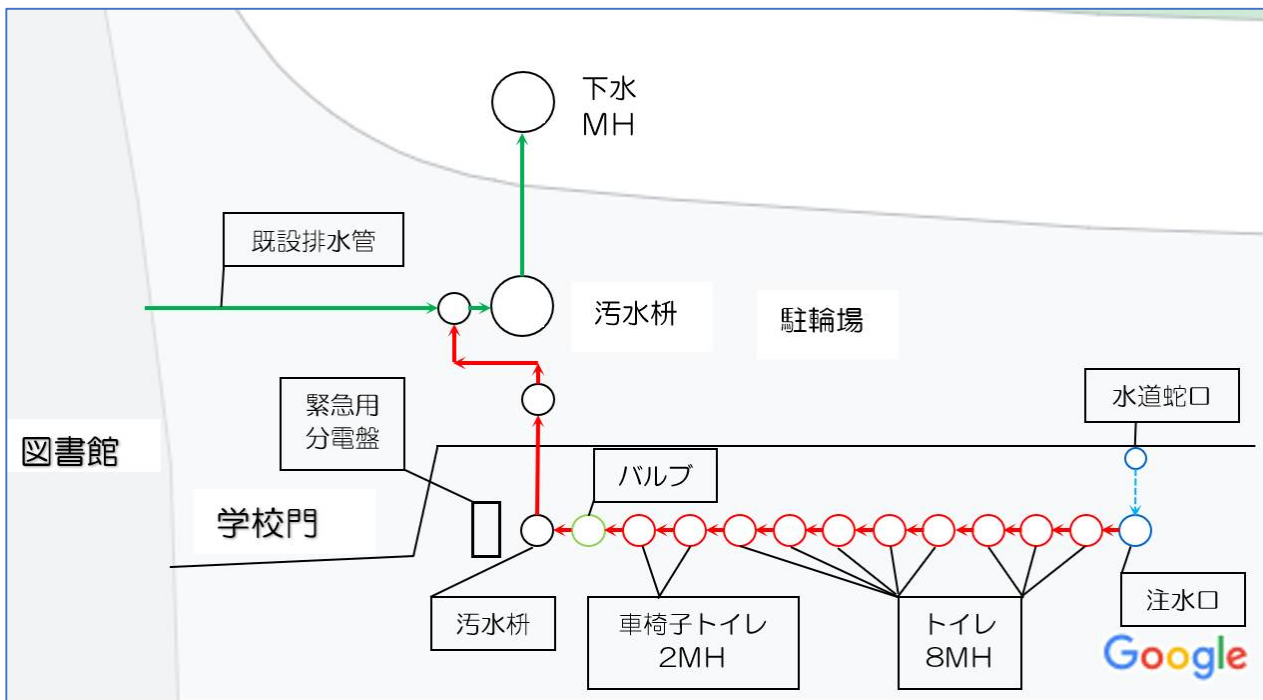 下水
MH
既設排水管
汚水枡
駐輪場
緊急用
分電盤
水道蛇口
図書館
バルブ
学校門
汚水枡
車椅子トイレ
2MH
トイレ
8MH
注水口
Google